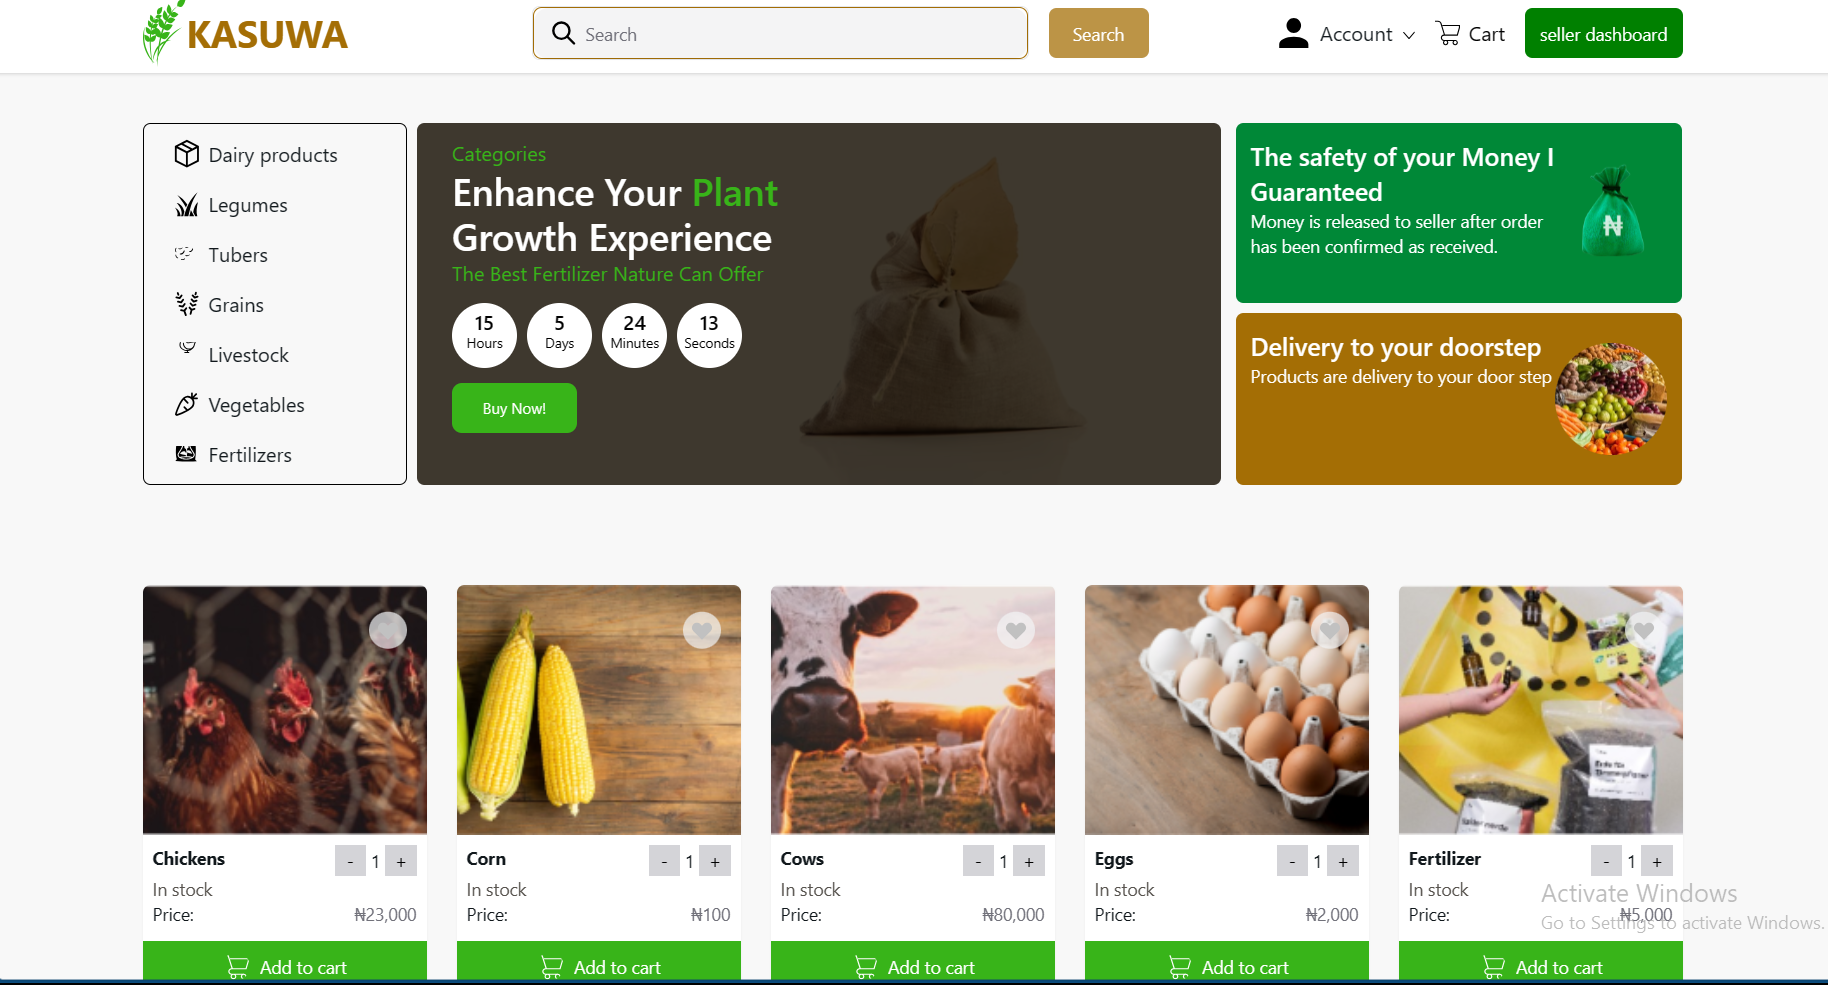 KASUWA
Search
Search
Account
Cart
seller dashboard
Dairy products
Legumes
Tubers
Grains
Livestock
Vegetables
Fertilizers
Categories
Enhance Your Plant
Growth Experience
The Best Fertilizer Nature Can Offer
15
Hours
5
Days
24
Minutes
13
Seconds
Buy Now!
The safety of your Money I
Guaranteed
Money is released to seller after order
has been confirmed as received.
₦
Delivery to your doorstep
Products are delivery to your door step
Chickens
- 1 +
In stock
Price: ₦23,000
Add to cart
Corn
- 1 +
In stock
Price: ₦100
Add to cart
Cows
- 1 +
In stock
Price: ₦80,000
Add to cart
Eggs
- 1 +
In stock
Price: ₦2,000
Add to cart
Fertilizer
- 1 +
In stock
Price: ₦5,000
Add to cart
Activate Windows
Go to Settings to activate Windows.